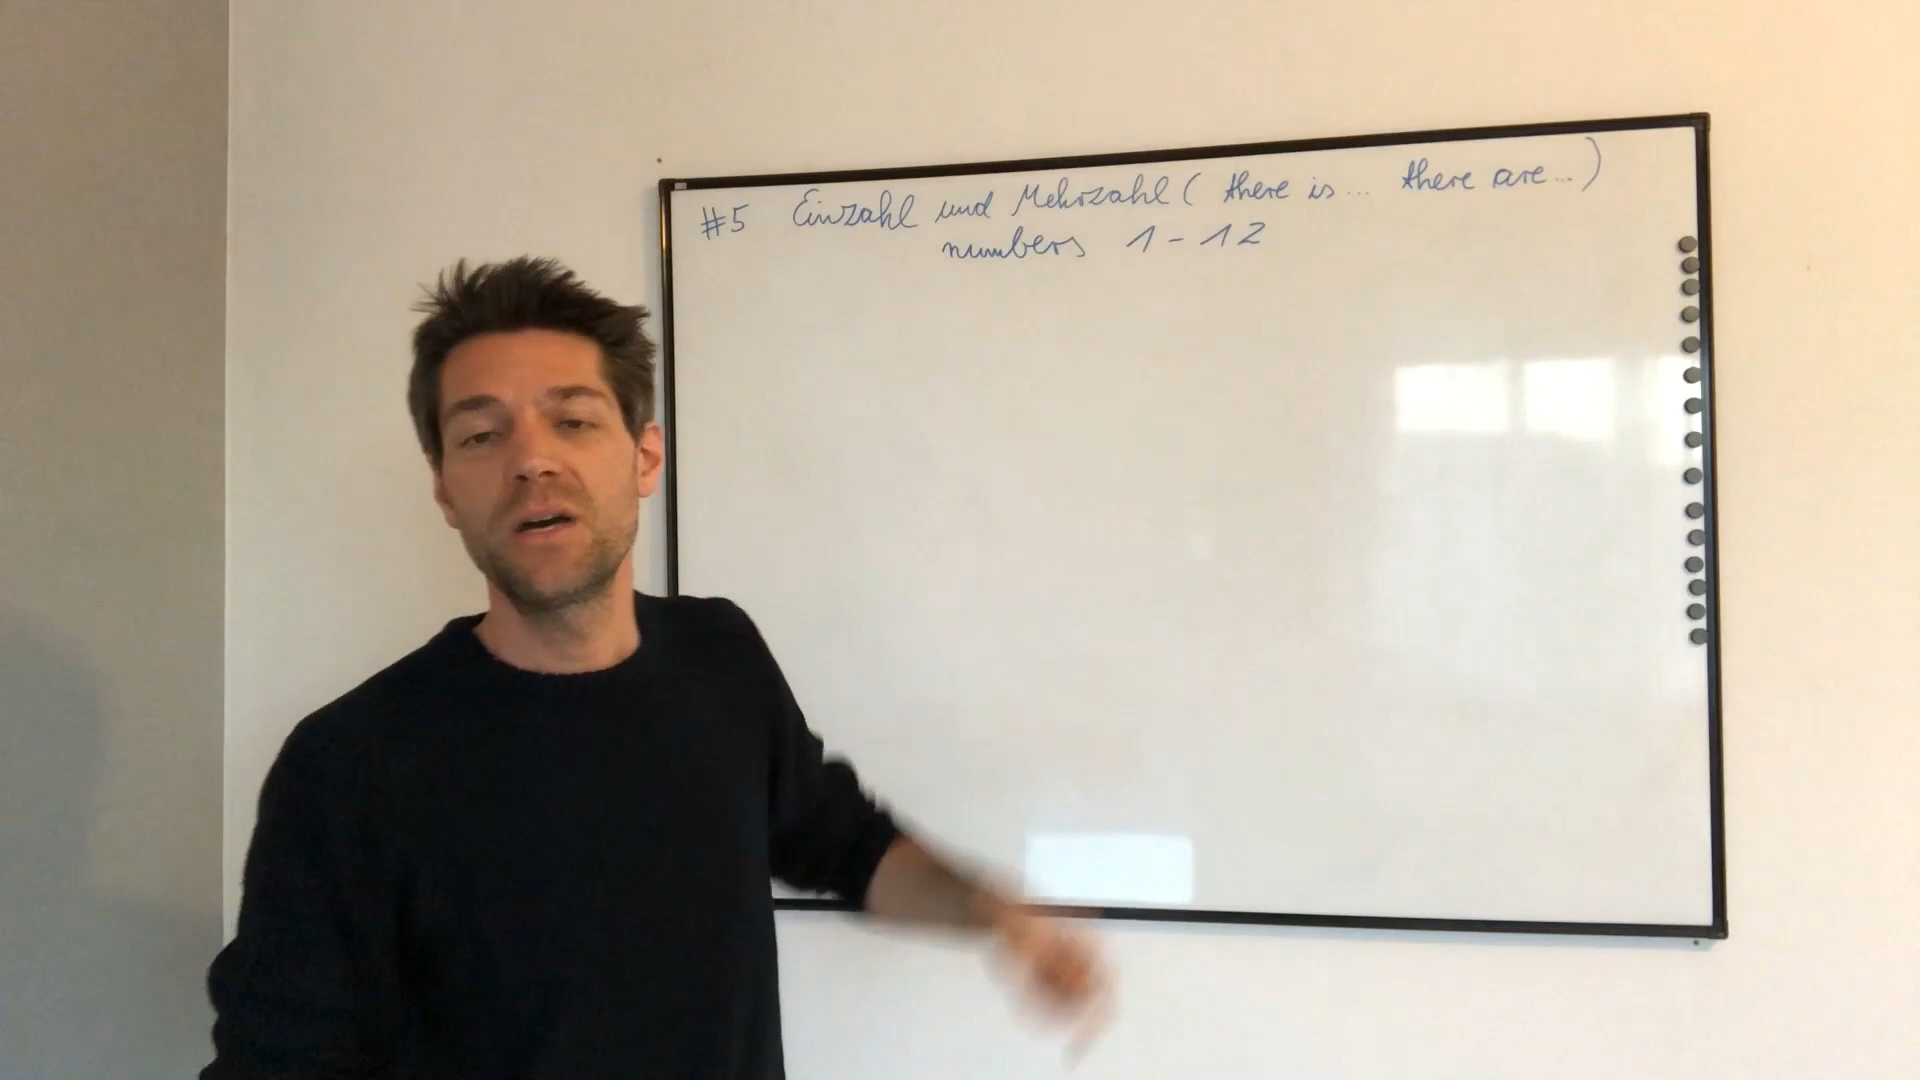 #5 Einzahl und Mehrzahl ( there is... there are...)
numbers 1-12